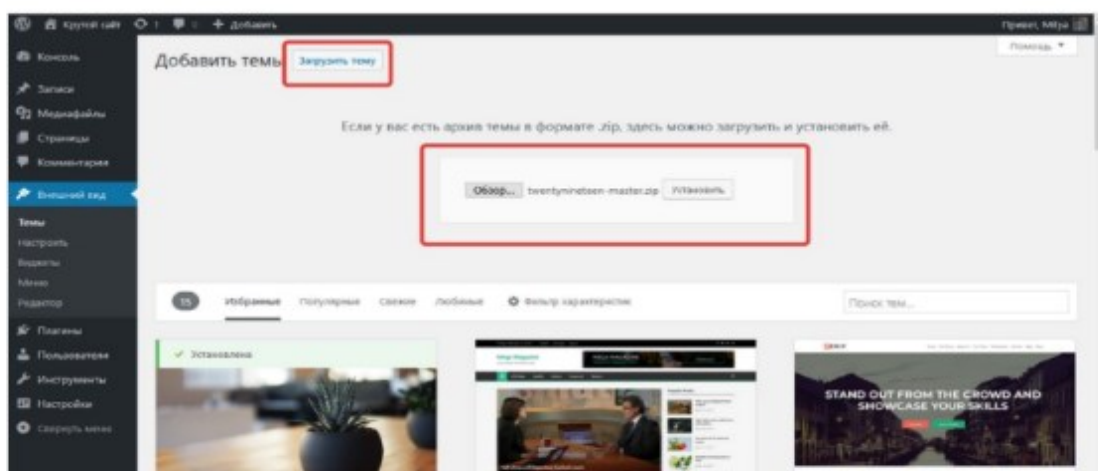 Крутой сайт 1 Добавить Привет, Mitya
Консоль
Добавить темы Загрузить тему Помощь
Записи
Медиафайлы
Если у вас есть архив темы в формате .zip, здесь можно загрузить и установить её.
Страницы
Комментарии
Внешний вид
Обзор... twentynineteen-master.zip Установить
Темы
Настроить
Виджеты
Меню
Редактор
15 Избранные Популярные Свежие Любимые Фильтр характеристик Поиск тем...
Плагины
Пользователи
Установлена
Инструменты
Настройки
Свернуть меню
STAND OUT FROM THE CROWD AND
SHOWCASE YOUR SKILLS